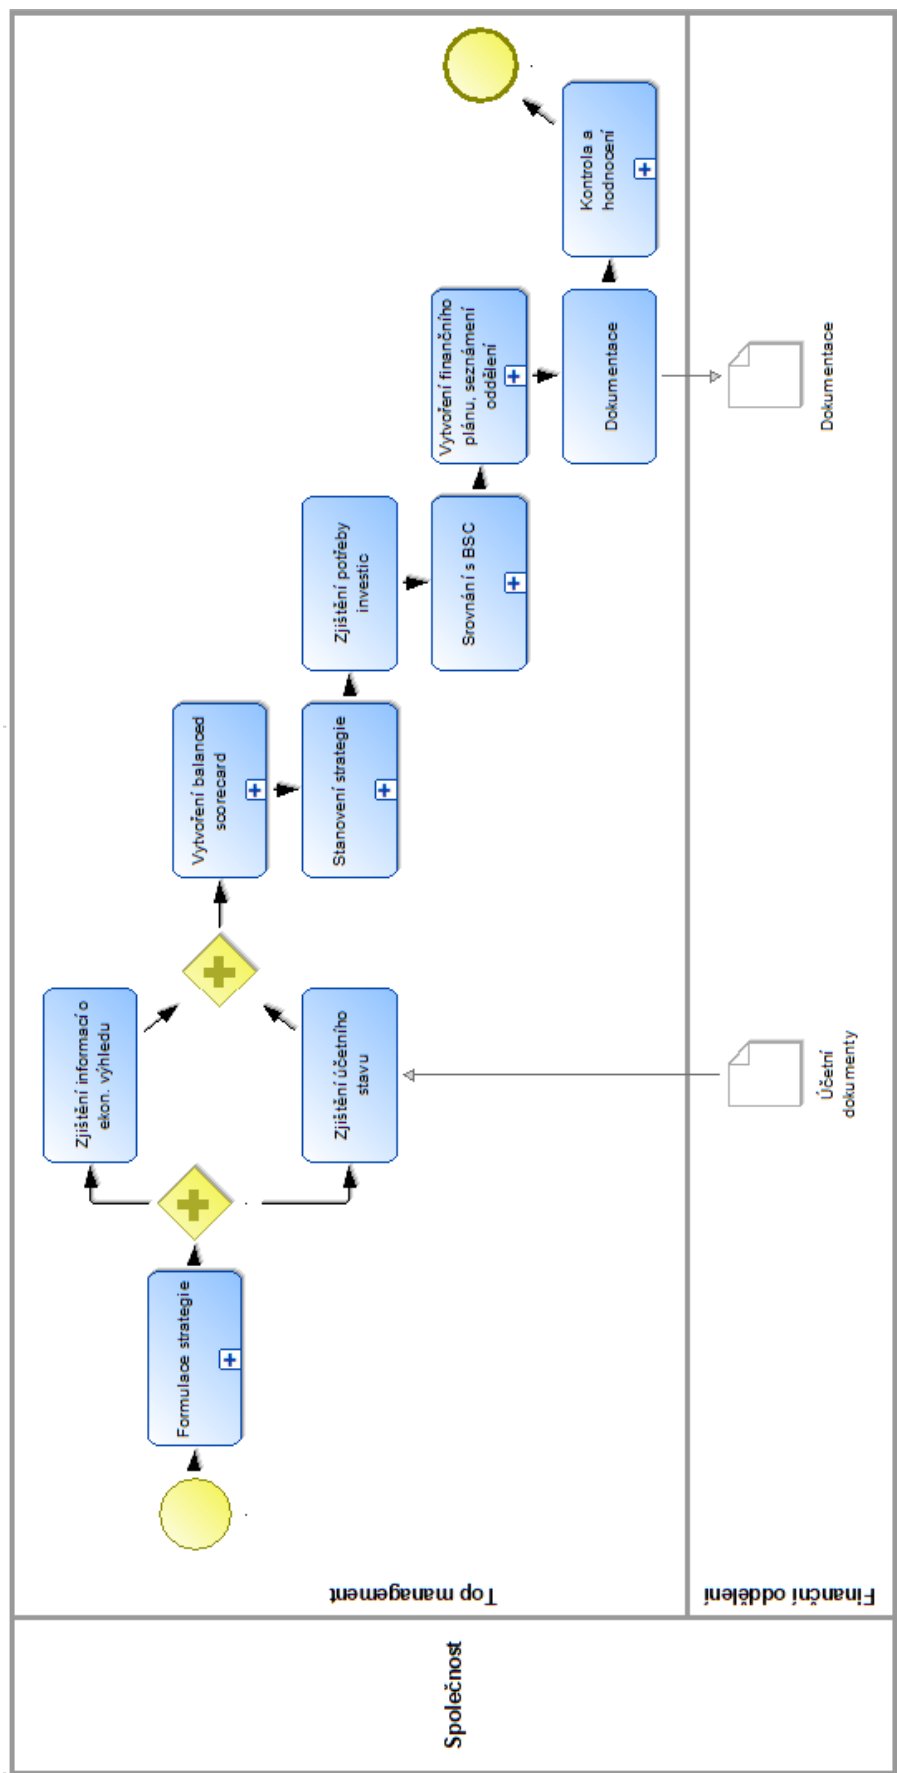 Společnost
Top management
Finanční oddělení
Formulace strategie
Zjištění informací o
ekon. výhledu
Zjištění účetního
stavu
Účetní
dokumenty
Vytvoření balanced
scorecard
Stanovení strategie
Zjištění potřeby
investic
Srovnání s BSC
Vytvoření finančního
plánu, seznámení
oddělení
Dokumentace
Dokumentace
Kontrola a
hodnocení